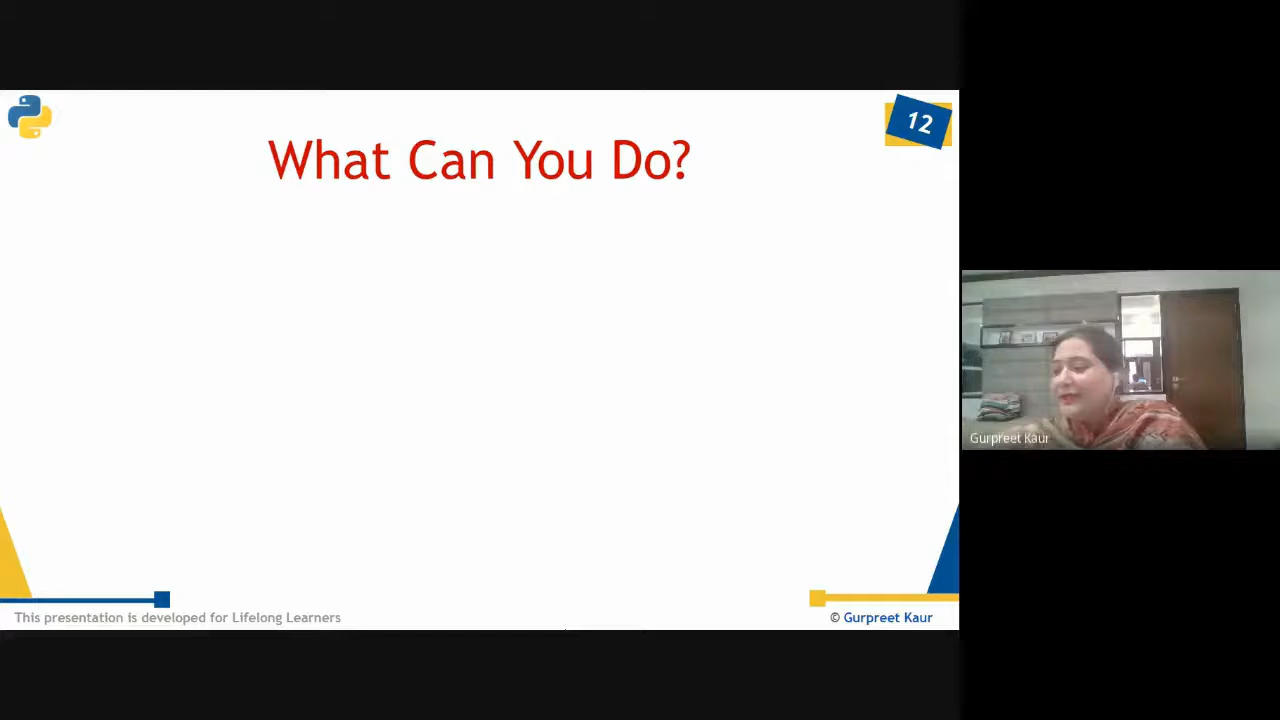 12
What Can You Do?
Gurpreet Kaur
This presentation is developed for Lifelong Learners
© Gurpreet Kaur